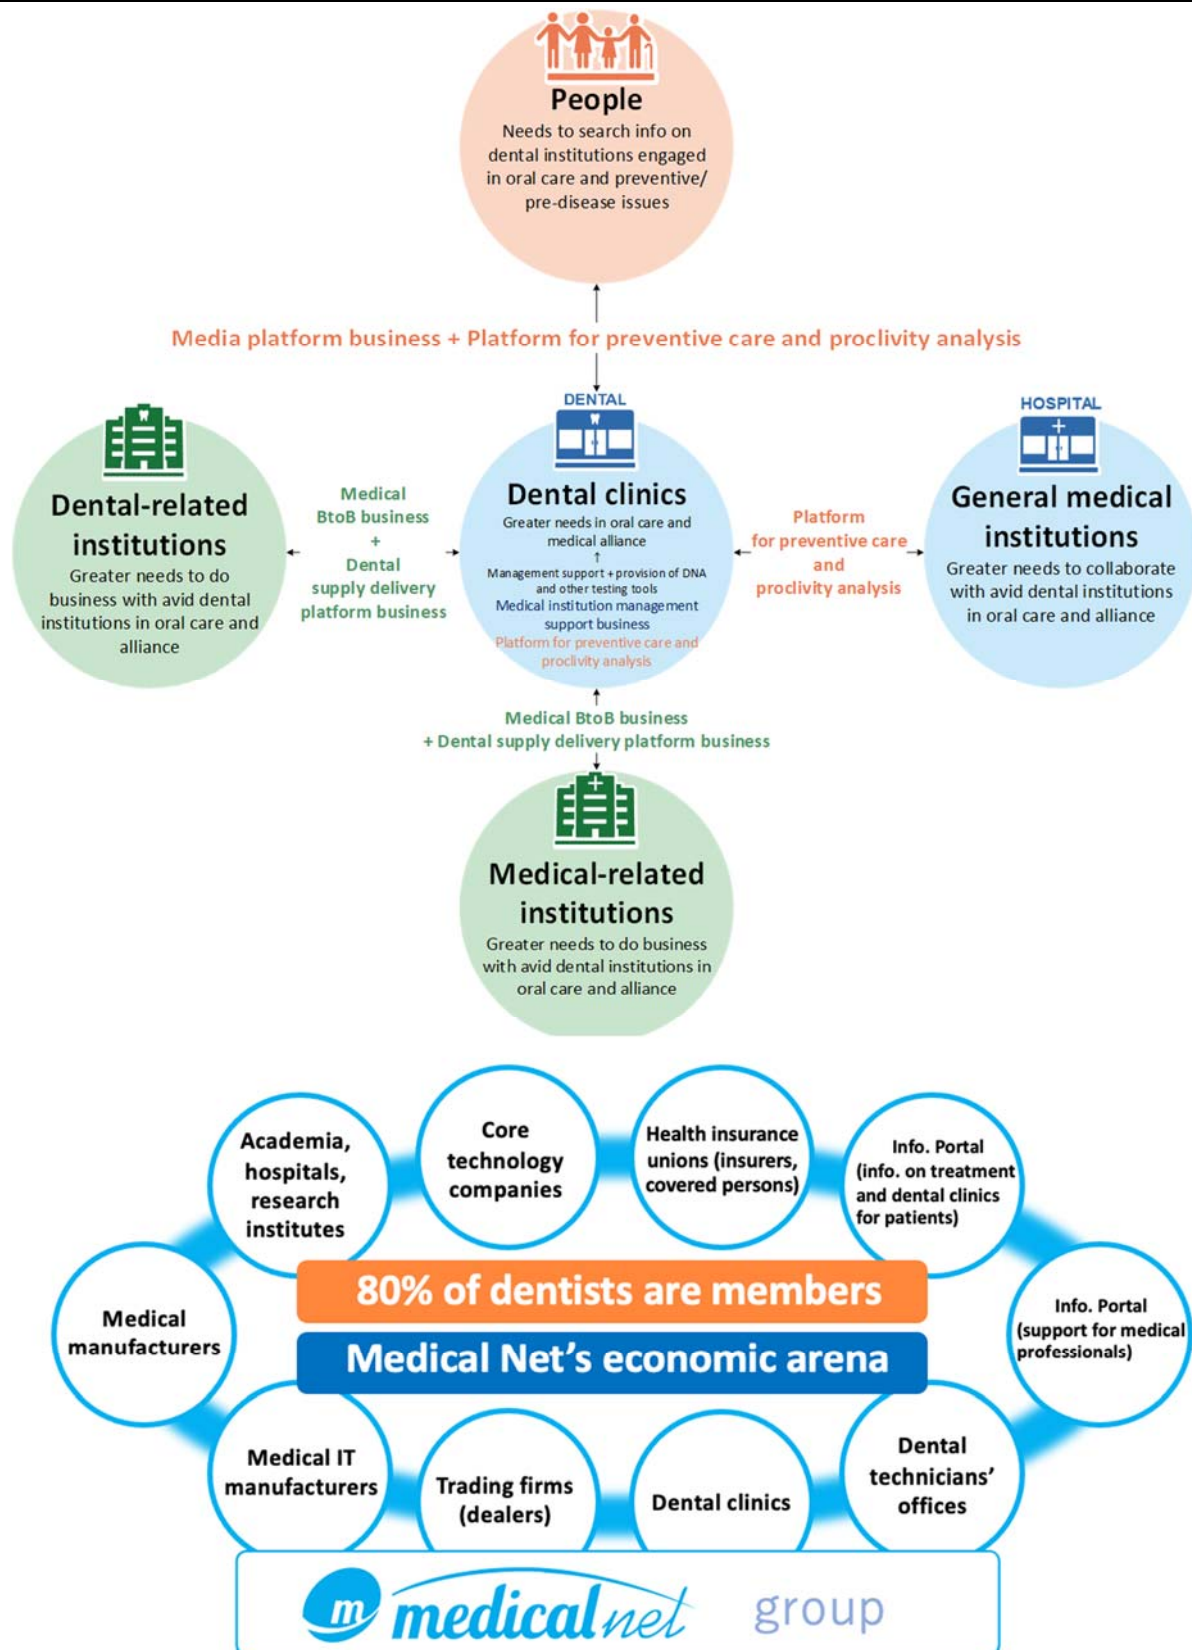 People
Needs to search info on
dental institutions engaged
in oral care and preventive/
pre-disease issues
Media platform business + Platform for preventive care and proclivity analysis
Dental-related
institutions
Greater needs to do
business with avid dental
institutions in oral care and
alliance
Medical
BtoB business
+
Dental
supply delivery
platform business
DENTAL
Dental clinics
Greater needs in oral care and
medical alliance
↑
Management support + provision of DNA
and other testing tools
Medical institution management
support business
Platform for preventive care and
proclivity analysis
Platform
for preventive care
and
proclivity analysis
HOSPITAL
General medical
institutions
Greater needs to collaborate
with avid dental institutions
in oral care and alliance
Medical BtoB business
+ Dental supply delivery platform business
Medical-related
institutions
Greater needs to do business
with avid dental institutions in
oral care and alliance
Academia,
hospitals,
research
institutes
Core
technology
companies
Health insurance
unions (insurers,
covered persons)
Info. Portal
(info. on treatment
and dental clinics
for patients)
Medical
manufacturers
80% of dentists are members
Medical Net's economic arena
Info. Portal
(support for medical
professionals)
Medical IT
manufacturers
Trading firms
(dealers)
Dental clinics
Dental
technicians'
offices
m medical net group